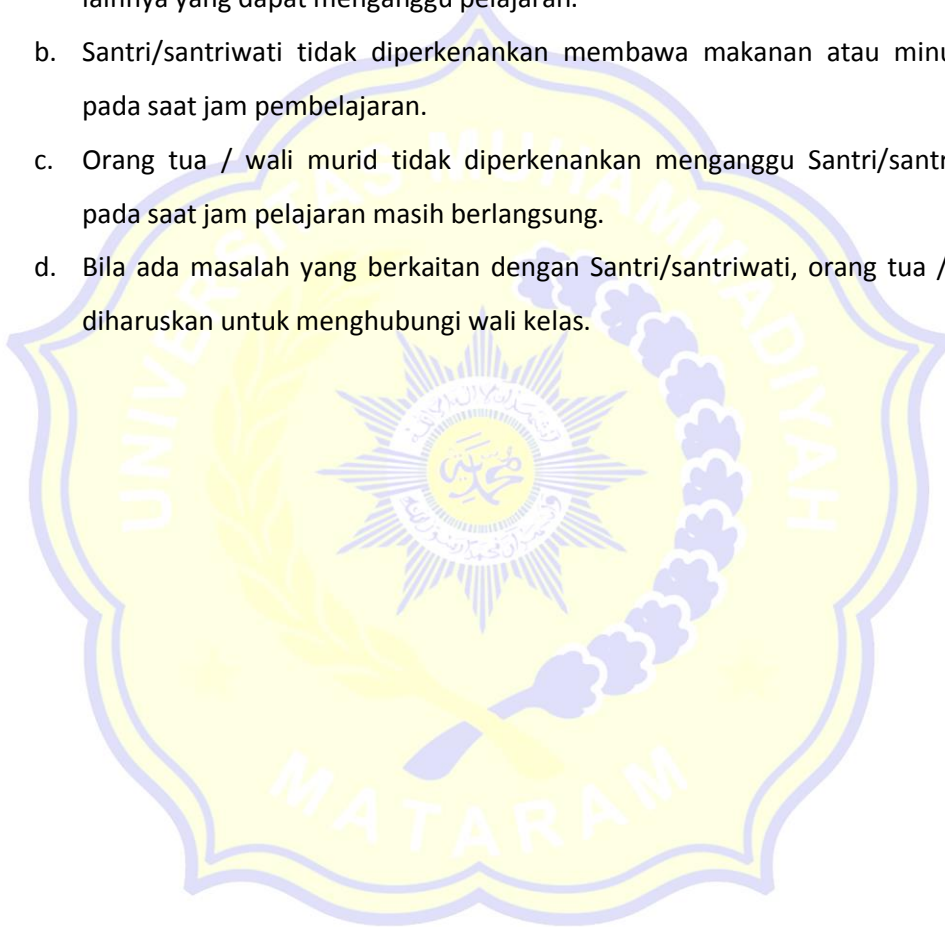 lainnya yang dapat menganggu pelajaran.
b. Santri/santriwati tidak diperkenankan membawa makanan atau minu
pada saat jam pembelajaran.
c. Orang tua / wali murid tidak diperkenankan menganggu Santri/santr
pada saat jam pelajaran masih berlangsung.
d. Bila ada masalah yang berkaitan dengan Santri/santriwati, orang tua /
diharuskan untuk menghubungi wali kelas.
UNIVERSITAS MUHAMMADIYAH
محمدية
MATARAM